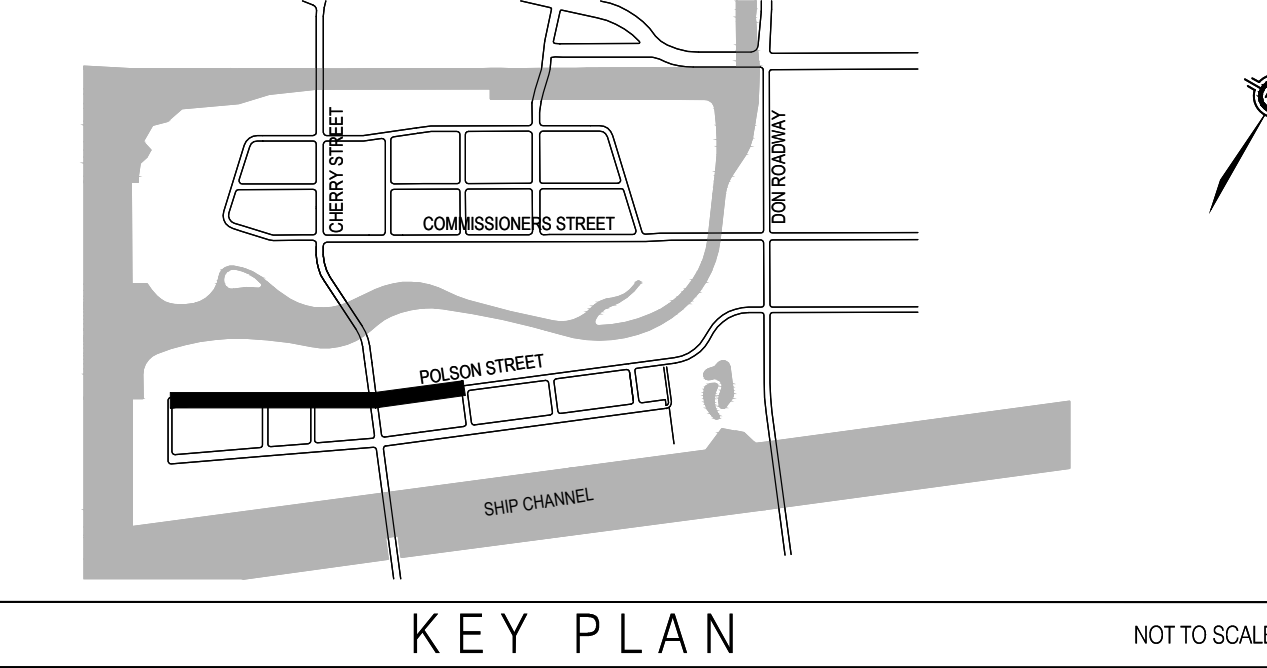 CHERRY STREET
DON ROADWAY
COMMISSIONERS STREET
POLSON STREET
SHIP CHANNEL
KEY PLAN
NOT TO SCALE